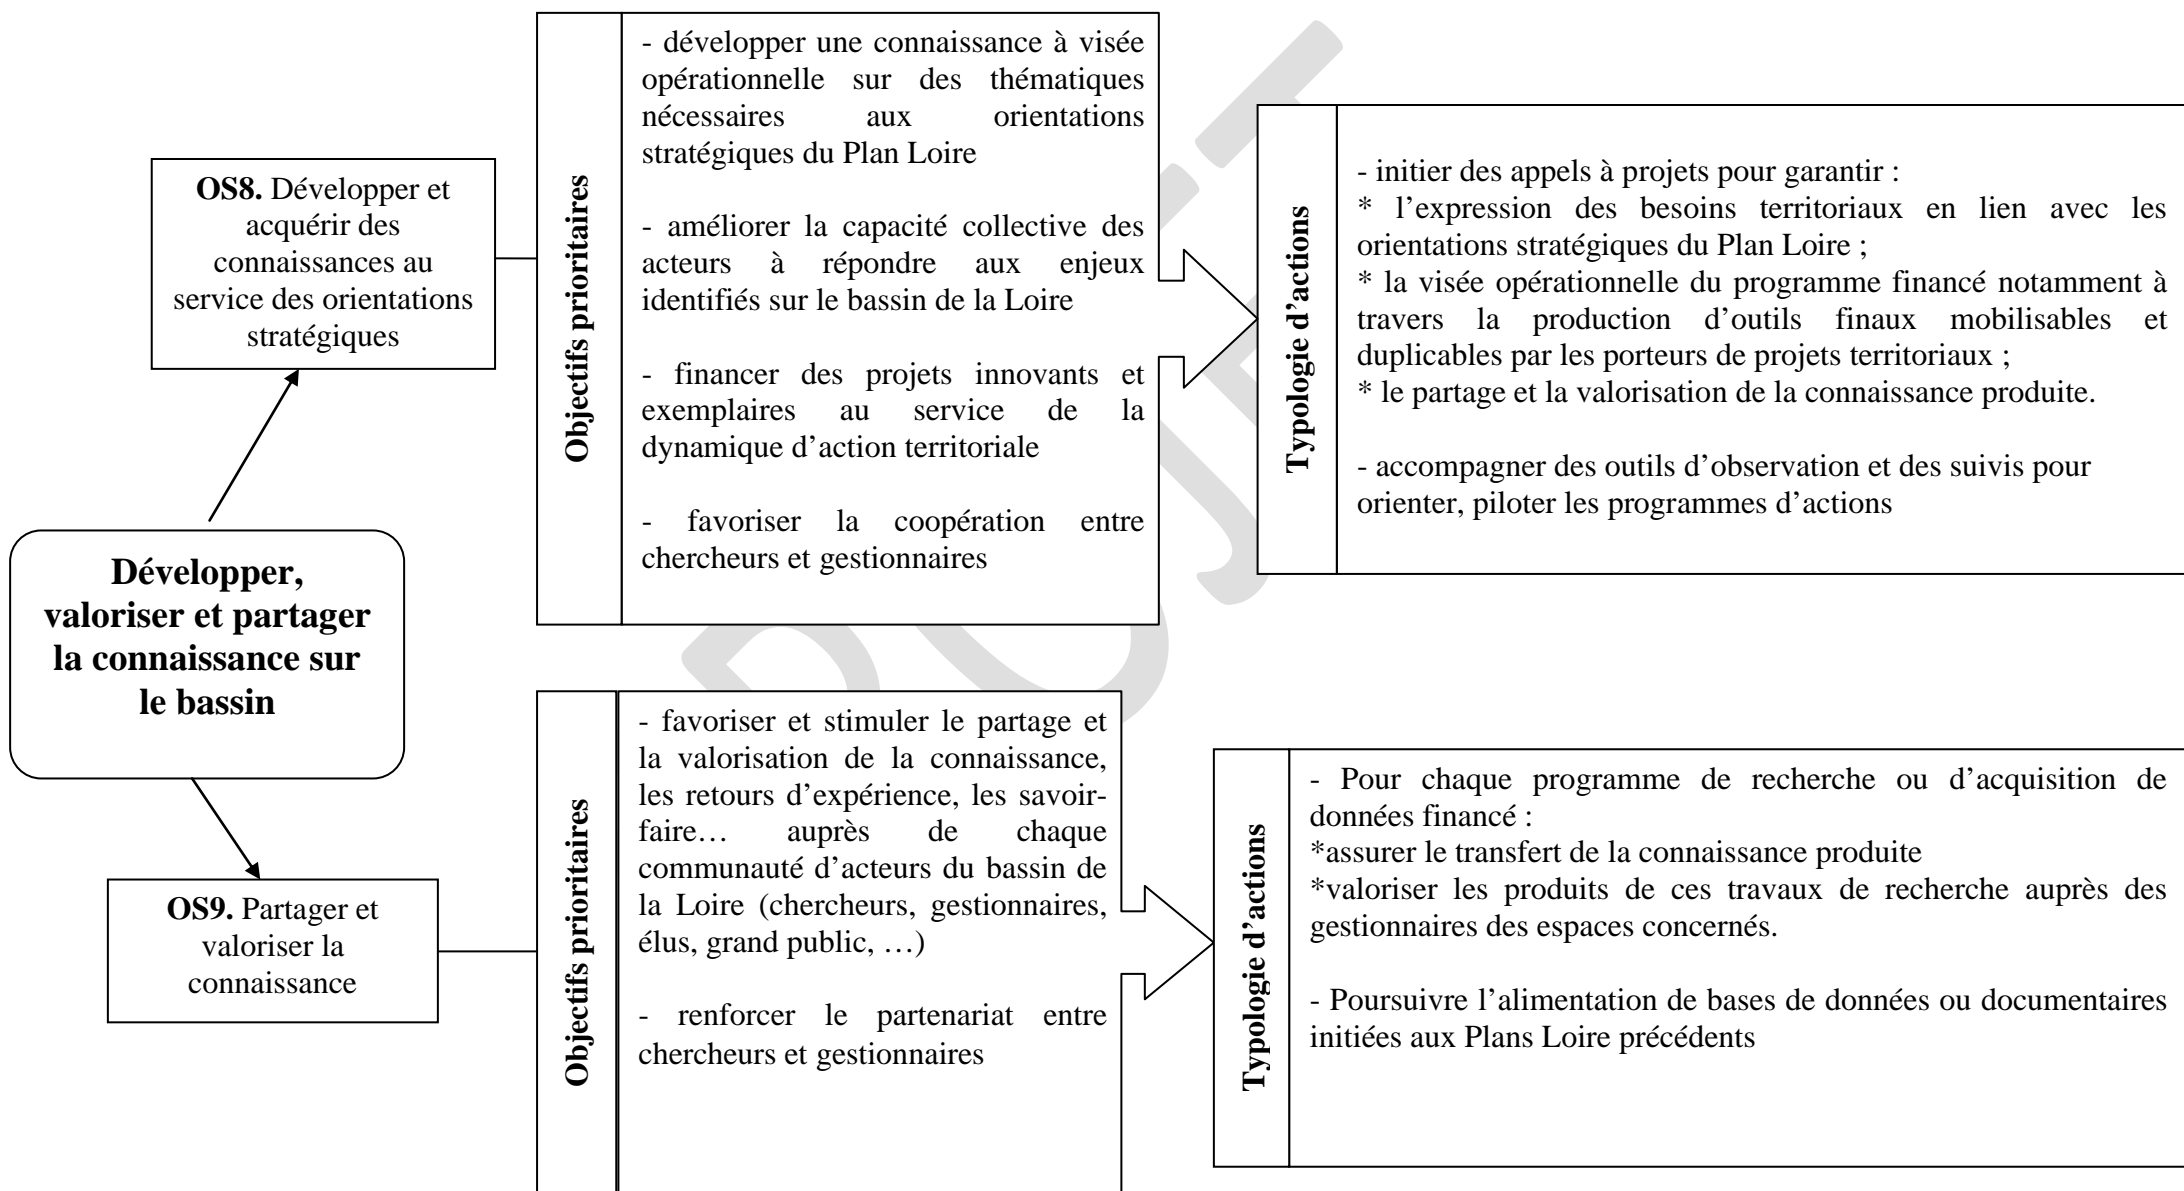 Développer,
valoriser et partager
la connaissance sur
le bassin
OS8. Développer et
acquérir des
connaissances au
service des orientations
stratégiques
Objectifs prioritaires
- développer une connaissance à visée
opérationnelle sur des thématiques
nécessaires aux orientations
stratégiques du Plan Loire
- améliorer la capacité collective des
acteurs à répondre aux enjeux
identifiés sur le bassin de la Loire
- financer des projets innovants et
exemplaires au service de la
dynamique d’action territoriale
- favoriser la coopération entre
chercheurs et gestionnaires
Typologie d’actions
- initier des appels à projets pour garantir :
* l’expression des besoins territoriaux en lien avec les
orientations stratégiques du Plan Loire ;
* la visée opérationnelle du programme financé notamment à
travers la production d’outils finaux mobilisables et
duplicables par les porteurs de projets territoriaux ;
* le partage et la valorisation de la connaissance produite.
- accompagner des outils d’observation et des suivis pour
orienter, piloter les programmes d’actions
OS9. Partager et
valoriser la
connaissance
Objectifs prioritaires
- favoriser et stimuler le partage et
la valorisation de la connaissance,
les retours d’expérience, les savoir-
faire… auprès de chaque
communauté d’acteurs du bassin de
la Loire (chercheurs, gestionnaires,
élus, grand public, …)
- renforcer le partenariat entre
chercheurs et gestionnaires
Typologie d’actions
- Pour chaque programme de recherche ou d’acquisition de
données financé :
*assurer le transfert de la connaissance produite
*valoriser les produits de ces travaux de recherche auprès des
gestionnaires des espaces concernés.
- Poursuivre l’alimentation de bases de données ou documentaires
initiées aux Plans Loire précédents